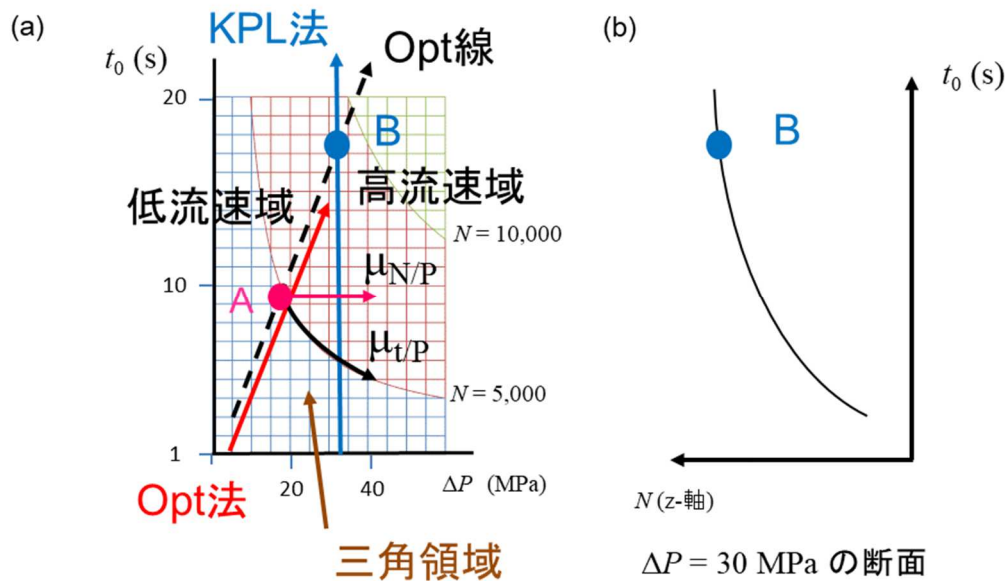 (a)
KPL法
Opt線
t0 (s)
20
B
低流速域
高流速域
N = 10,000
10
A
μN/P
μt/P
N = 5,000
1
20
40
ΔP (MPa)
Opt法
三角領域
(b)
t0 (s)
B
N (z-軸)
ΔP = 30 MPa の断面